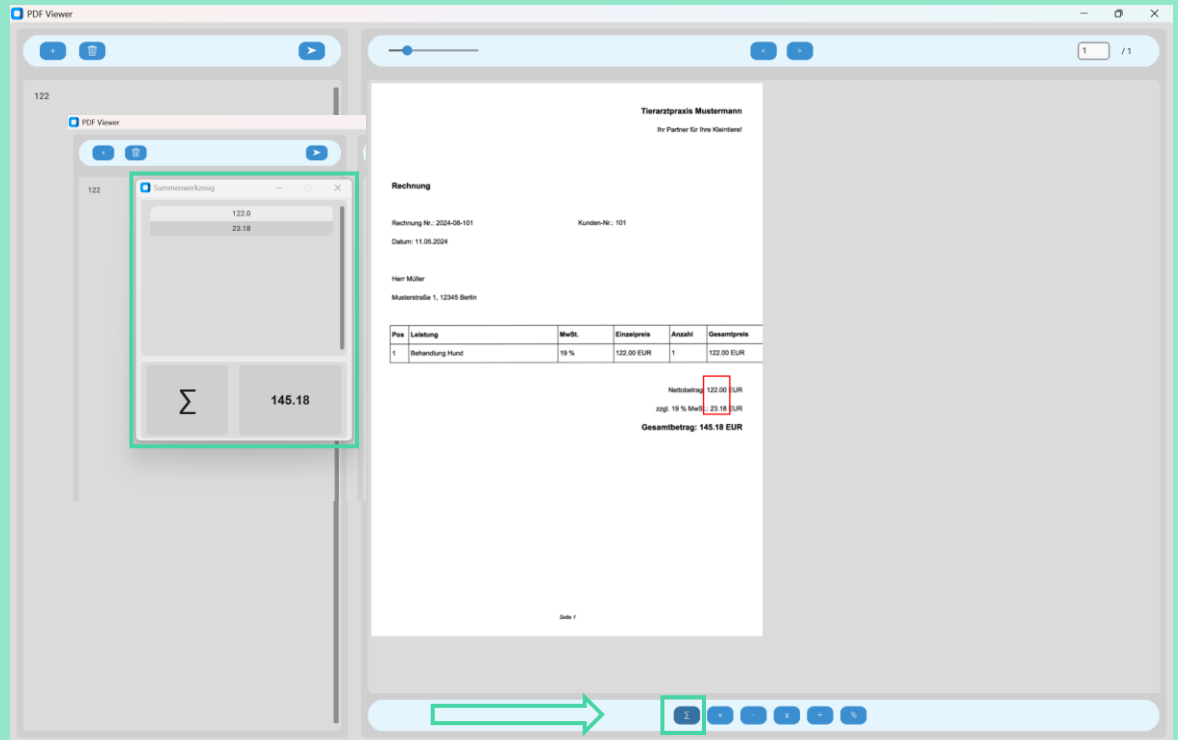 PDF Viewer
+
>
< >
1 / 1
122
PDF Viewer
+
122
Summenwerkzeug
122.0
23.18
Σ 145.18
Tierarztpraxis Mustermann
Ihr Partner für Ihre Kleintiere!
Rechnung
Rechnung Nr.: 2024-08-101 Kunden-Nr.: 101
Datum: 11.05.2024
Herr Müller
Musterstraße 1, 12345 Berlin
Pos Leistung MwSt. Einzelpreis Anzahl Gesamtpreis
1 Behandlung Hund 19 % 122.00 EUR 1 122.00 EUR
Nettobetrag 122.00 EUR
zzgl. 19 % MwSt.: 23.18 EUR
Gesamtbetrag: 145.18 EUR
Seite 1
Σ + - x ÷ %